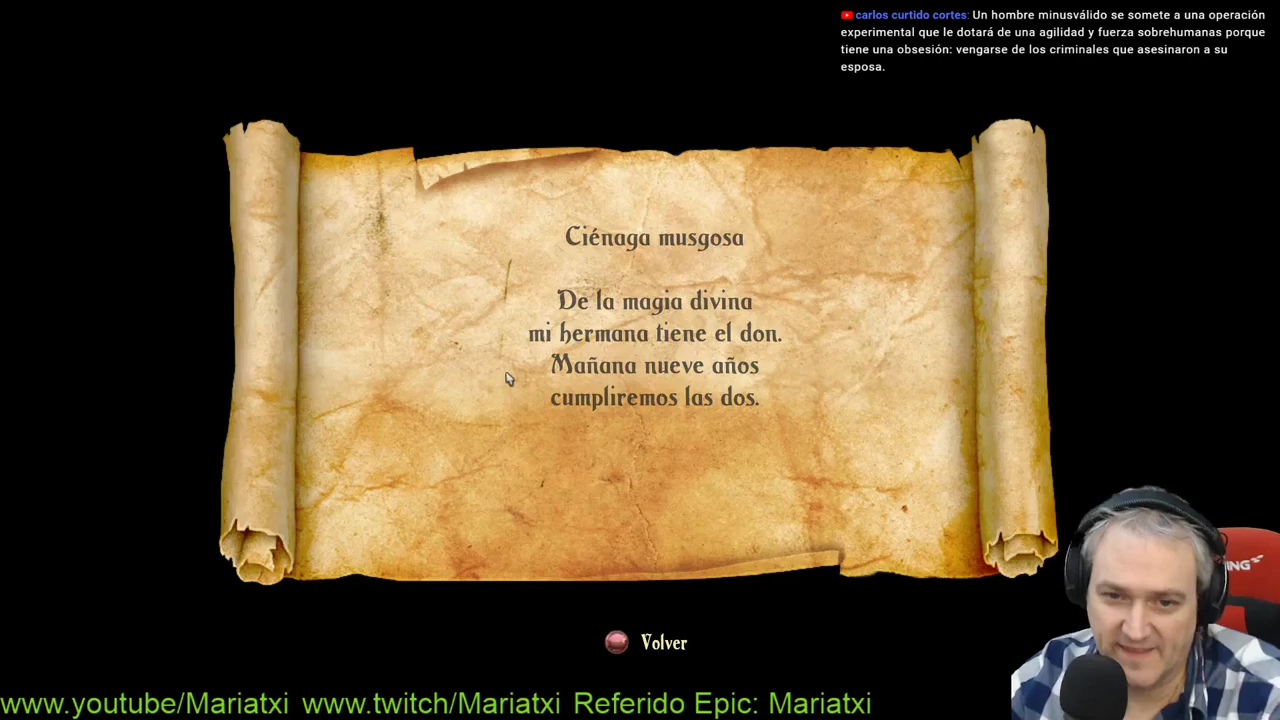 carlos curtido cortes: Un hombre minusválido se somete a una operación
experimental que le dotará de una agilidad y fuerza sobrehumanas porque
tiene una obsesión: vengarse de los criminales que asesinaron a su
esposa.
Ciénaga musgosa
De la magia divina
mi hermana tiene el don.
Mañana nueve años
cumpliremos las dos.
Volver
www.youtube/Mariatxi www.twitch/Mariatxi Referido Epic: Mariatxi